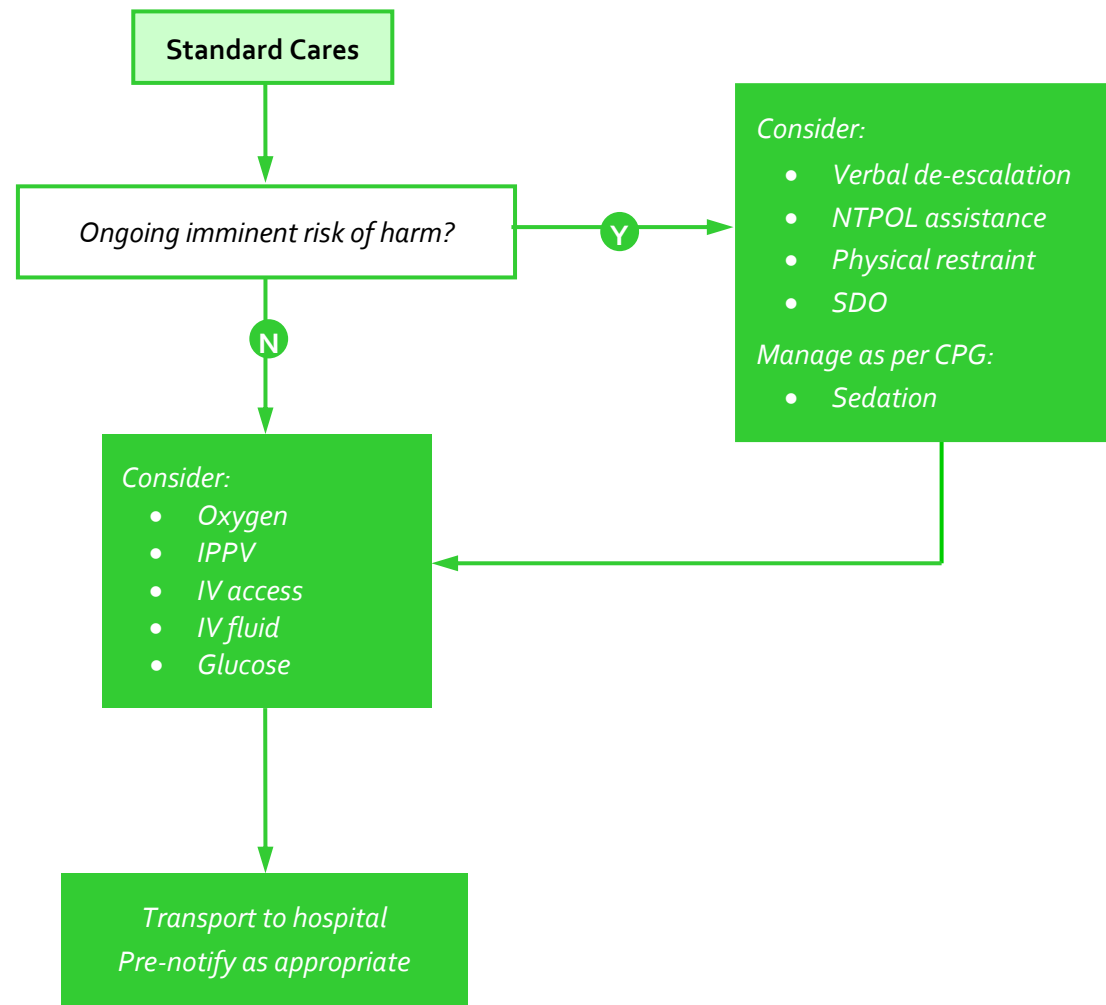 Standard Cares
Ongoing imminent risk of harm?
Y
Consider:
• Verbal de-escalation
• NTPOL assistance
• Physical restraint
• SDO
Manage as per CPG:
• Sedation
N
Consider:
• Oxygen
• IPPV
• IV access
• IV fluid
• Glucose
Transport to hospital
Pre-notify as appropriate